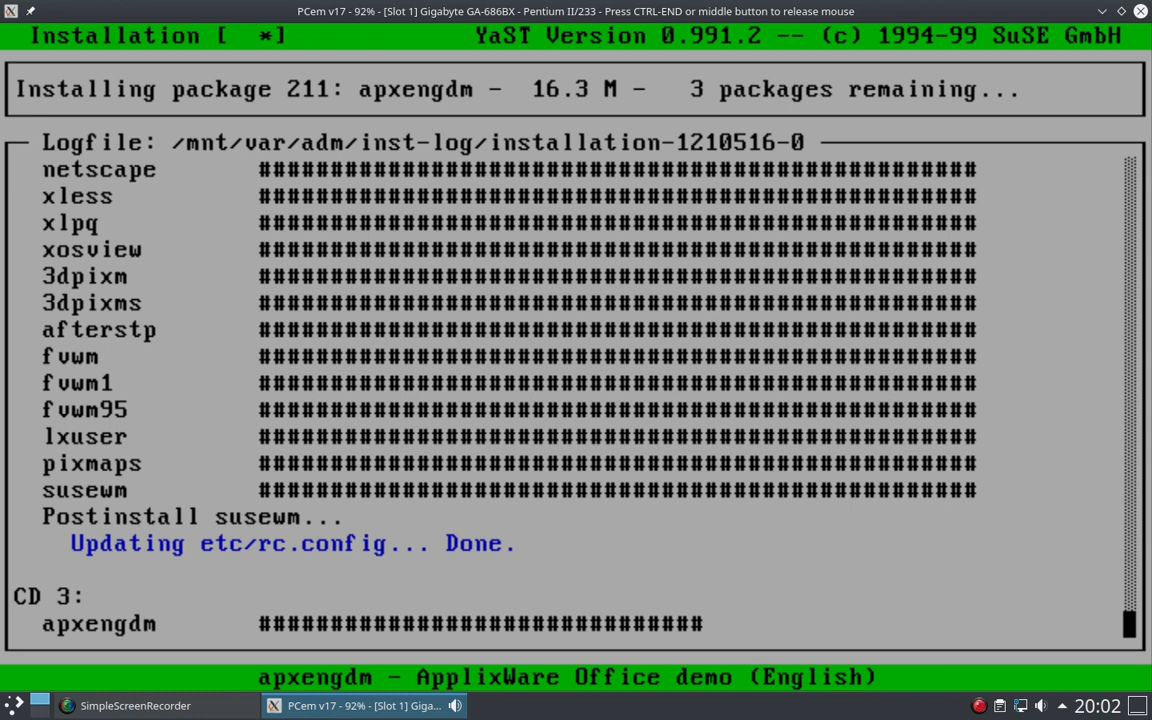 PCem v17 - 92% - [Slot 1] Gigabyte GA-686BX - Pentium II/233 - Press CTRL-END or middle button to release mouse
Installation [  *]    YaST Version 0.991.2 -- (c) 1994-99 SuSE GmbH
Installing package 211: apxengdm -  16.3 M -   3 packages remaining...
Logfile: /mnt/var/adm/inst-log/installation-1210516-0
netscape ##################################################
xless ##################################################
xlpq ##################################################
xosview ##################################################
3dpixm ##################################################
3dpixms ##################################################
afterstp ##################################################
fvwm ##################################################
fvwm1 ##################################################
fvwm95 ##################################################
lxuser ##################################################
pixmaps ##################################################
susewm ##################################################
Postinstall susewm...
Updating etc/rc.config... Done.
CD 3:
apxengdm ###############################
apxengdm - ApplixWare Office demo (English)
SimpleScreenRecorder
PCem v17 - 92% - [Slot 1] Giga...
20:02